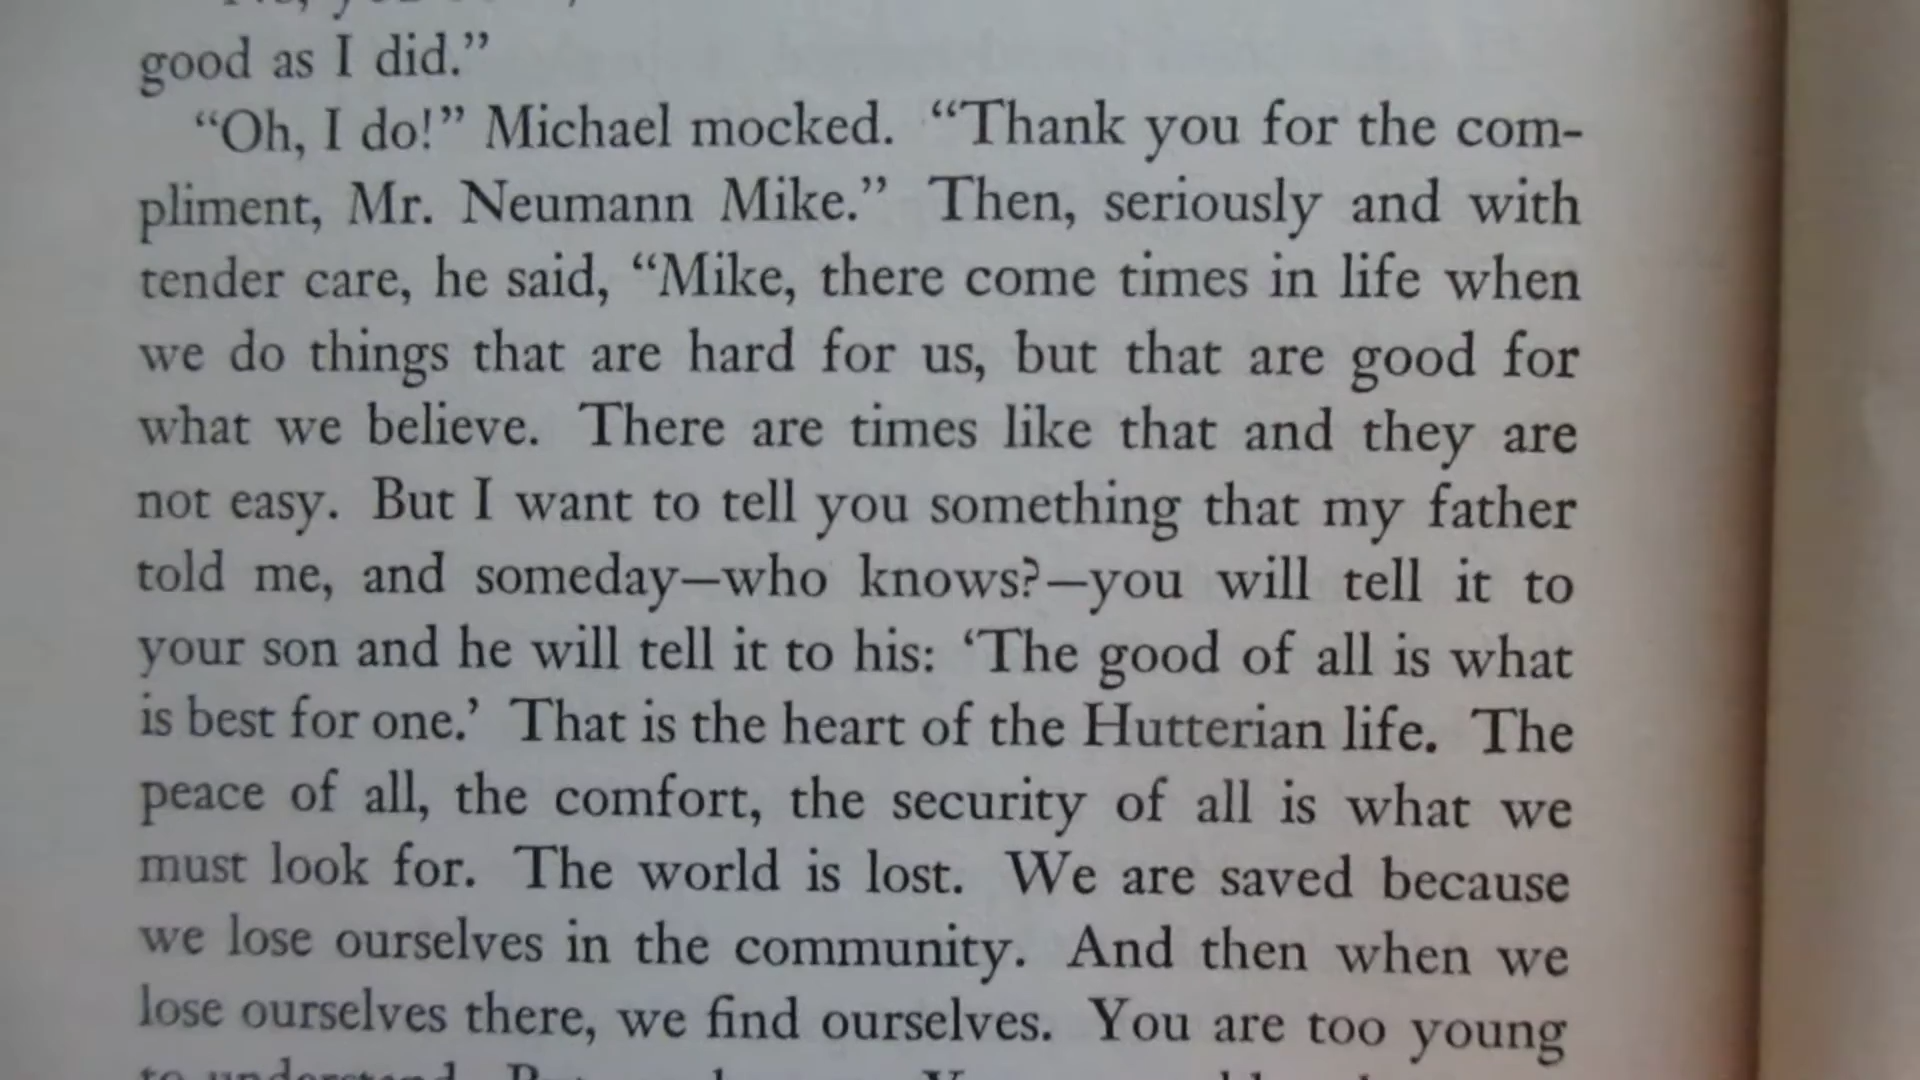 good as I did.”
“Oh, I do!” Michael mocked. “Thank you for the com-
pliment, Mr. Neumann Mike.” Then, seriously and with
tender care, he said, “Mike, there come times in life when
we do things that are hard for us, but that are good for
what we believe. There are times like that and they are
not easy. But I want to tell you something that my father
told me, and someday—who knows?—you will tell it to
your son and he will tell it to his: ‘The good of all is what
is best for one.’ That is the heart of the Hutterian life. The
peace of all, the comfort, the security of all is what we
must look for. The world is lost. We are saved because
we lose ourselves in the community. And then when we
lose ourselves there, we find ourselves. You are too young
to understand.